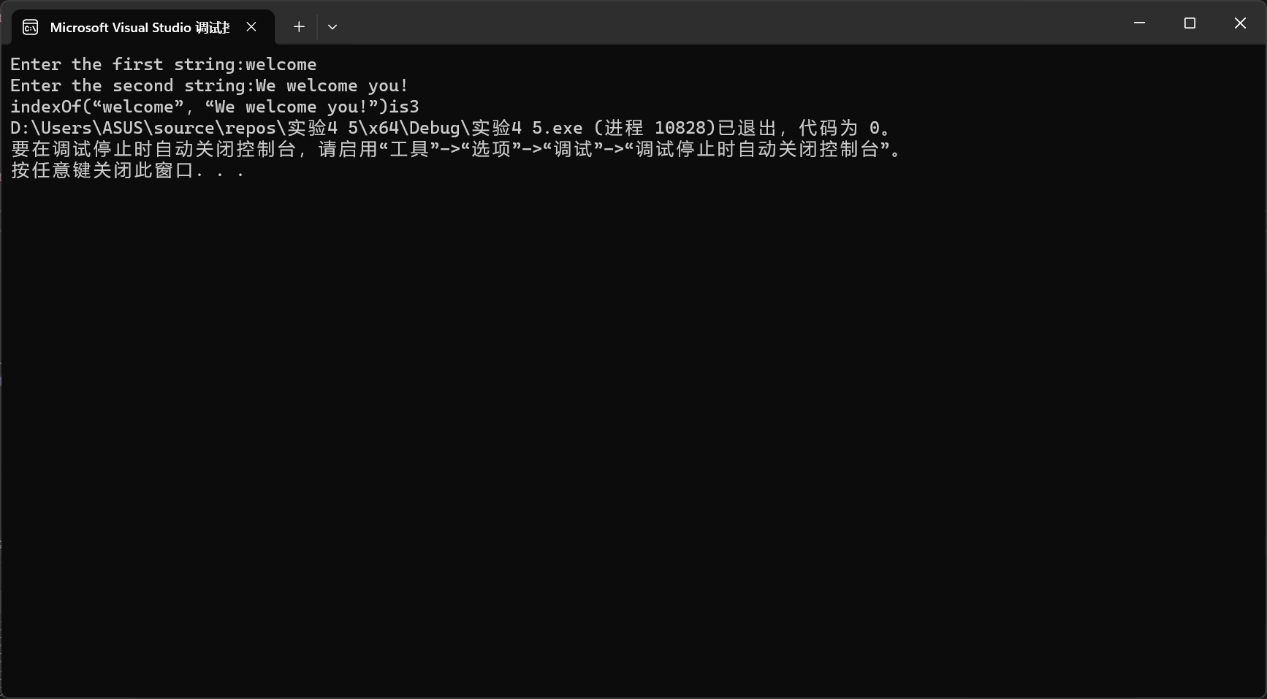 Microsoft Visual Studio 调试
Enter the first string:welcome
Enter the second string:We welcome you!
indexOf(“welcome”, “We welcome you!”)is3
D:\Users\ASUS\source\repos\实验4 5\x64\Debug\实验4 5.exe (进程 10828)已退出，代码为 0。
要在调试停止时自动关闭控制台，请启用“工具”->“选项”->“调试”->“调试停止时自动关闭控制台”。
按任意键关闭此窗口. . .